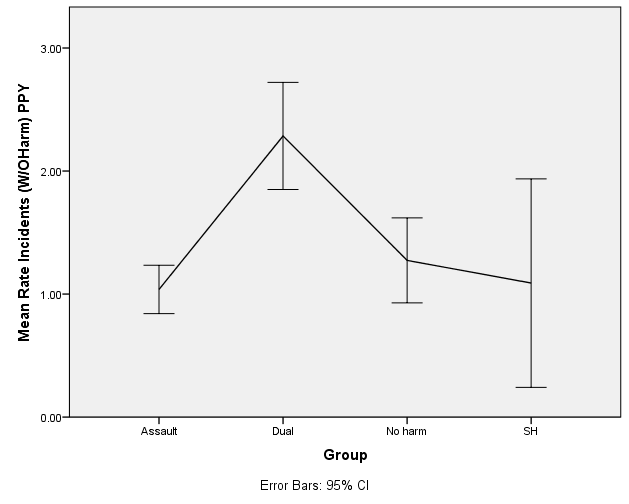 Mean Rate Incidents (W/OHarm) PPY
3.00
2.00
1.00
0.00
Assault
Dual
No harm
SH
Group
Error Bars: 95% CI